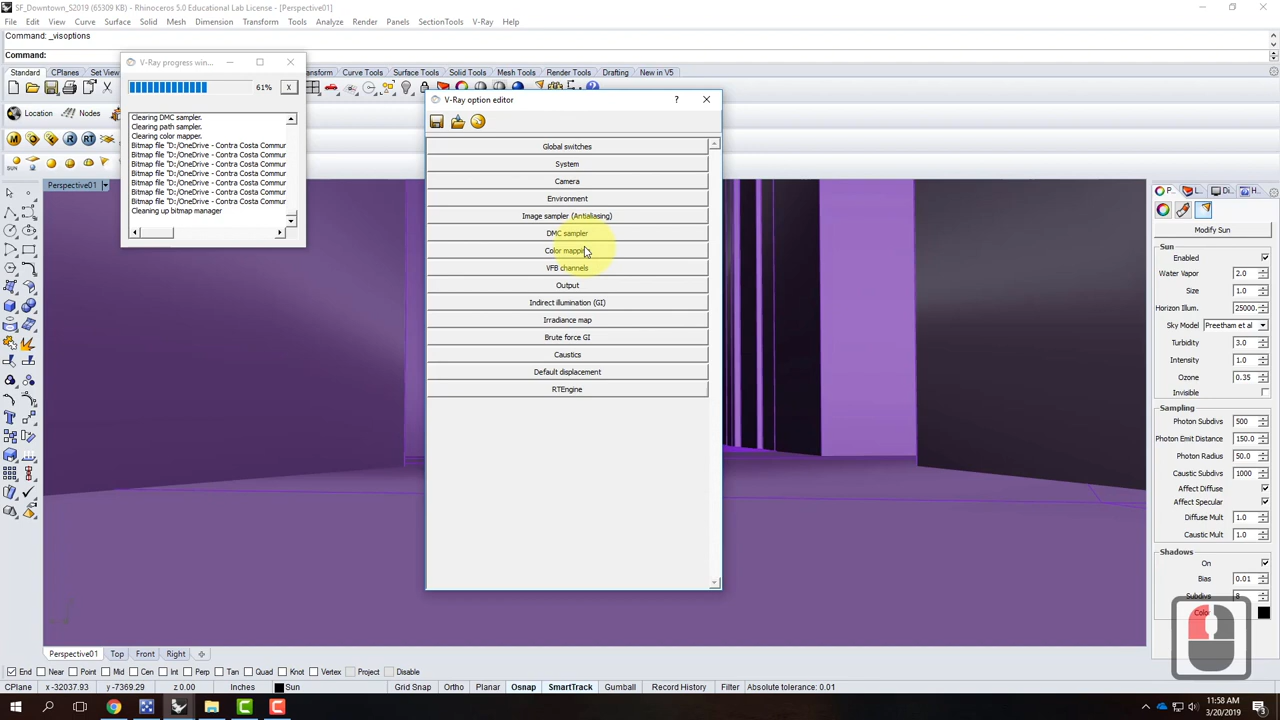 SF_Downtown_S2019 (65309 KB) - Rhinoceros 5.0 Educational Lab License - [Perspective01]
File Edit View Curve Surface Solid Mesh Dimension Transform Tools Analyze Render Panels SectionTools V-Ray Help
Command: _visoptions
Command:
Standard CPlanes Set View
V-Ray progress win...
ansform Curve Tools Surface Tools Solid Tools Mesh Tools Render Tools Drafting New in V5
61% x
Location Nodes
Clearing DMC sampler.
Clearing path sampler.
Clearing color mapper.
Bitmap file "D:/OneDrive - Contra Costa Commur
Bitmap file "D:/OneDrive - Contra Costa Commur
Bitmap file "D:/OneDrive - Contra Costa Commur
Bitmap file "D:/OneDrive - Contra Costa Commur
Bitmap file "D:/OneDrive - Contra Costa Commur
Bitmap file "D:/OneDrive - Contra Costa Commur
Bitmap file "D:/OneDrive - Contra Costa Commur
Cleaning up bitmap manager
Perspective01
V-Ray option editor
Global switches
System
Camera
Environment
Image sampler (Antialiasing)
DMC sampler
Color mapping
VFB channels
Output
Indirect illumination (GI)
Irradiance map
Brute force GI
Caustics
Default displacement
RTEngine
P... L... Di... H...
Modify Sun
Sun
Enabled
Water Vapor 2.0
Size 1.0
Horizon Illum. 25000.
Sky Model Preetham et al
Turbidity 3.0
Intensity 1.0
Ozone 0.35
Invisible
Sampling
Photon Subdivs 500
Photon Emit Distance 150.0
Photon Radius 50.0
Caustic Subdivs 1000
Affect Diffuse
Affect Specular
Diffuse Mult 1.0
Caustic Mult 1.0
Shadows
On
Bias 0.01
Subdivs 8
Perspective01 Top Front Right
End Near Point Mid Cen Int Perp Tan Quad Knot Vertex Project Disable
CPlane x -32037.93 y -7369.29 z 0.00 Inches Sun Grid Snap Ortho Planar Osnap SmartTrack Gumball Record History Filter Absolute tolerance: 0.01
11:58 AM
3/20/2019